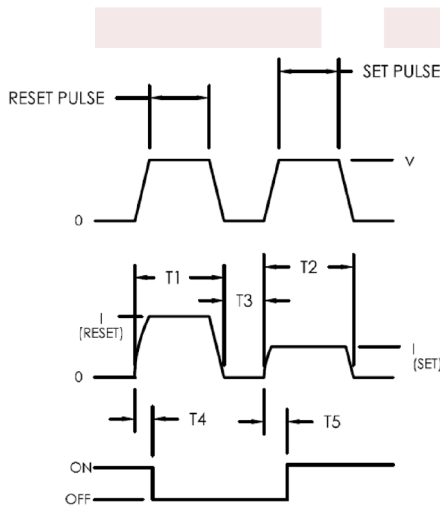 SET PULSE
RESET PULSE
V
0
T1
T2
T3
I
(RESET)
I
(SET)
0
T4
T5
ON
OFF